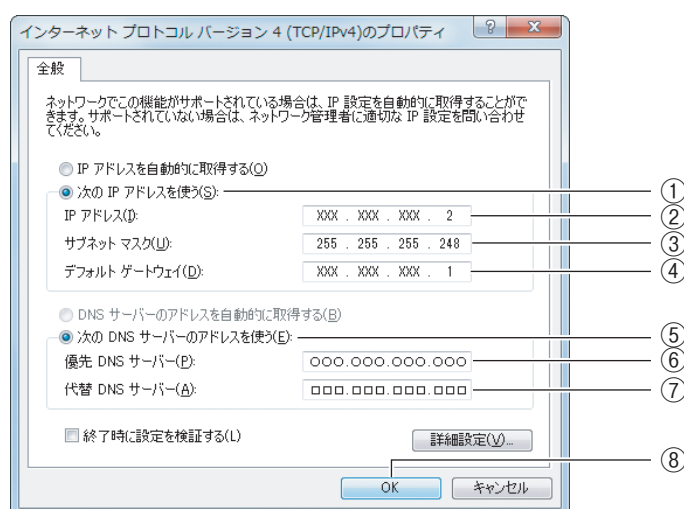 インターネット プロトコル バージョン 4 (TCP/IPv4)のプロパティ
?
X
全般
ネットワークでこの機能がサポートされている場合は、IP 設定を自動的に取得することがで
きます。サポートされていない場合は、ネットワーク管理者に適切な IP 設定を問い合わせ
てください。
IP アドレスを自動的に取得する(O)
次の IP アドレスを使う(S): ①
IP アドレス(I): XXX . XXX . XXX . 2 ②
サブネット マスク(U): 255 . 255 . 255 . 248 ③
デフォルト ゲートウェイ(D): XXX . XXX . XXX . 1 ④
DNS サーバーのアドレスを自動的に取得する(B)
次の DNS サーバーのアドレスを使う(E): ⑤
優先 DNS サーバー(P): ○○○.○○○.○○○.○○○ ⑥
代替 DNS サーバー(A): □□□.□□□.□□□.□□□ ⑦
終了時に設定を検証する(L)
詳細設定(V)...
⑧
OK
キャンセル